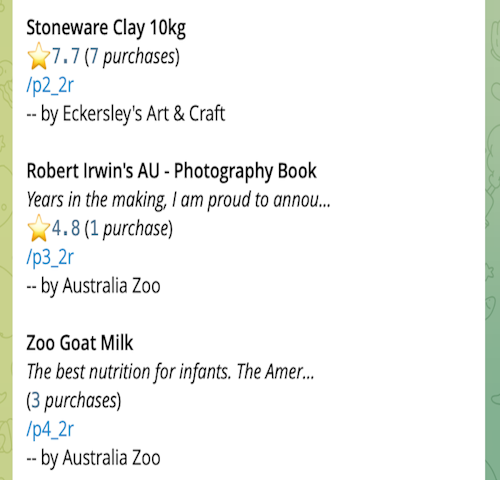 Stoneware Clay 10kg
⭐7.7 (7 purchases)
/p2_2r
-- by Eckersley's Art & Craft
Robert Irwin's AU - Photography Book
Years in the making, I am proud to annou...
⭐4.8 (1 purchase)
/p3_2r
-- by Australia Zoo
Zoo Goat Milk
The best nutrition for infants. The Amer...
(3 purchases)
/p4_2r
-- by Australia Zoo